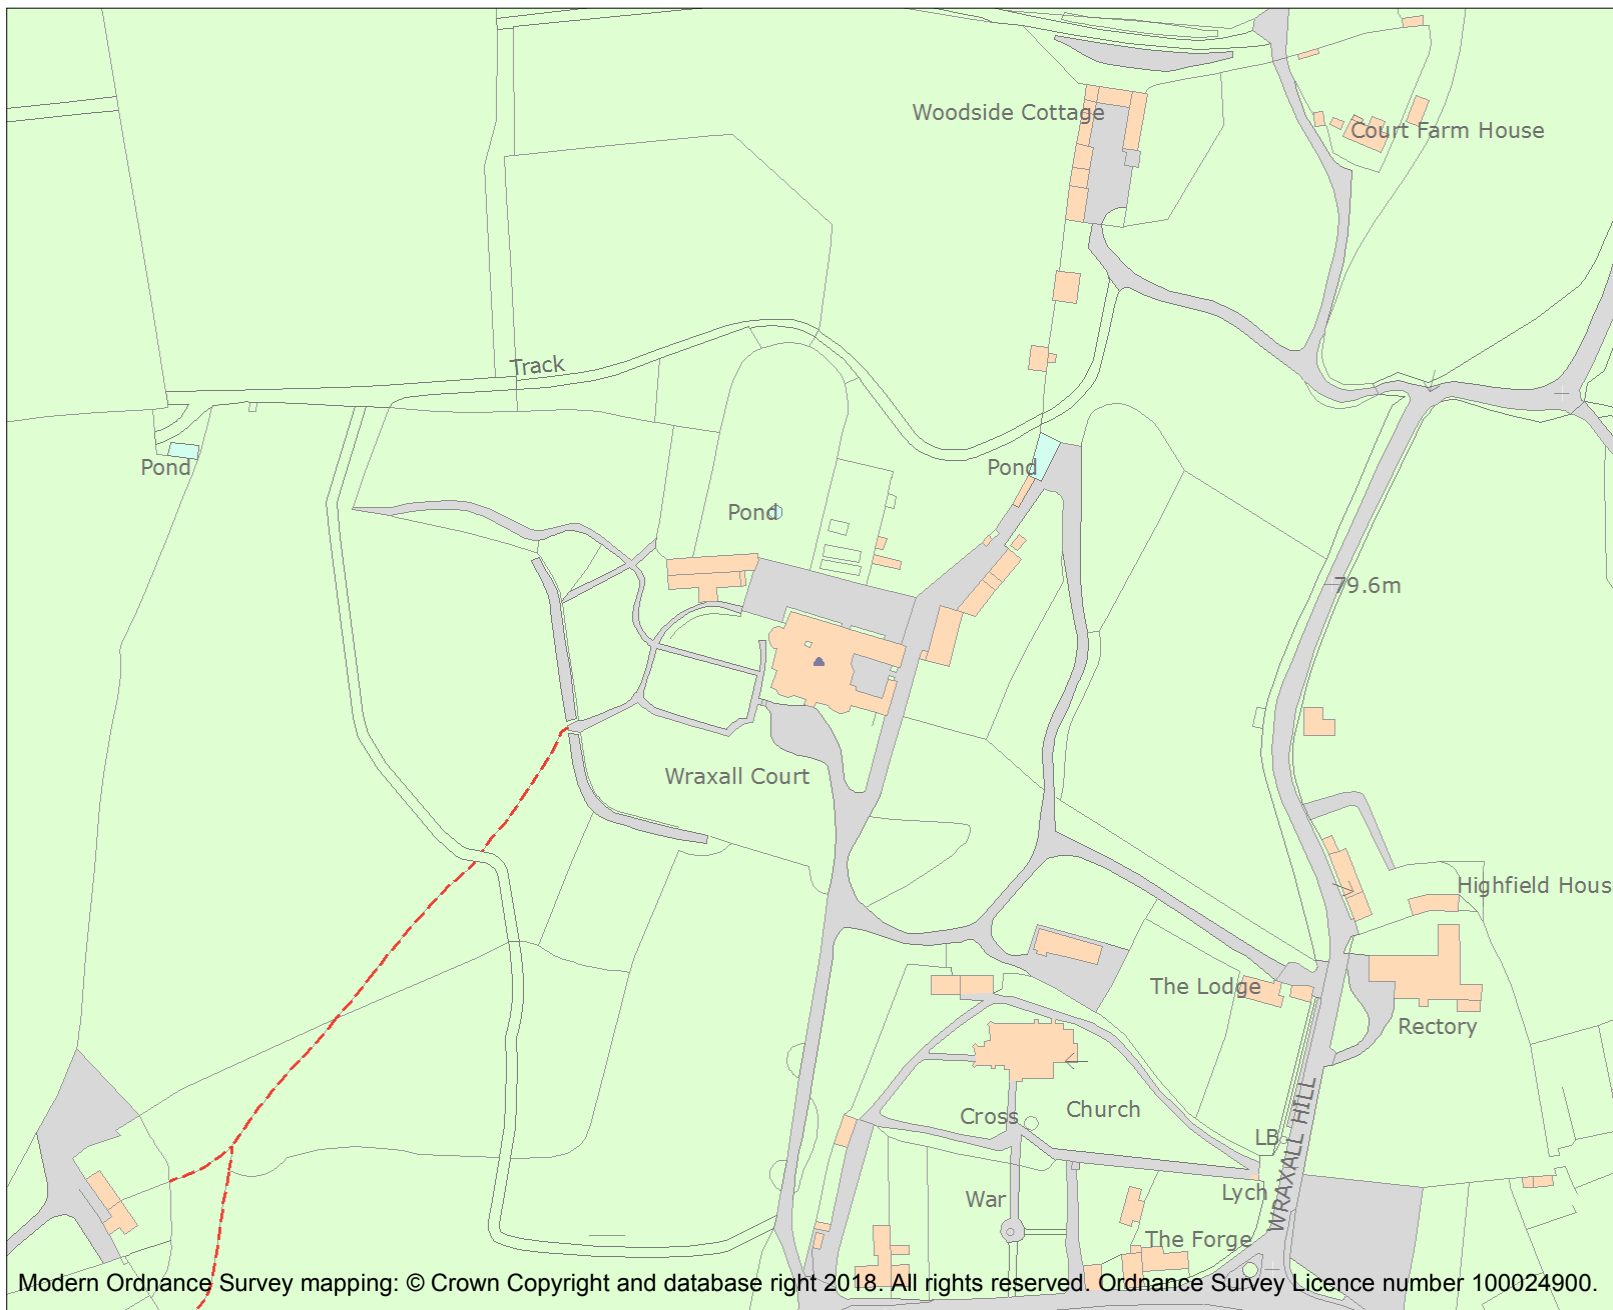 Woodside Cottage
Court Farm House
Track
Pond
Pond
Pond
79.6m
Wraxall Court
Highfield Hous
The Lodge
Rectory
Church
Cross
LB
WRAXALL HILL
Lych
War
The Forge
Modern Ordnance Survey mapping: © Crown Copyright and database right 2018. All rights reserved. Ordnance Survey Licence number 100024900.